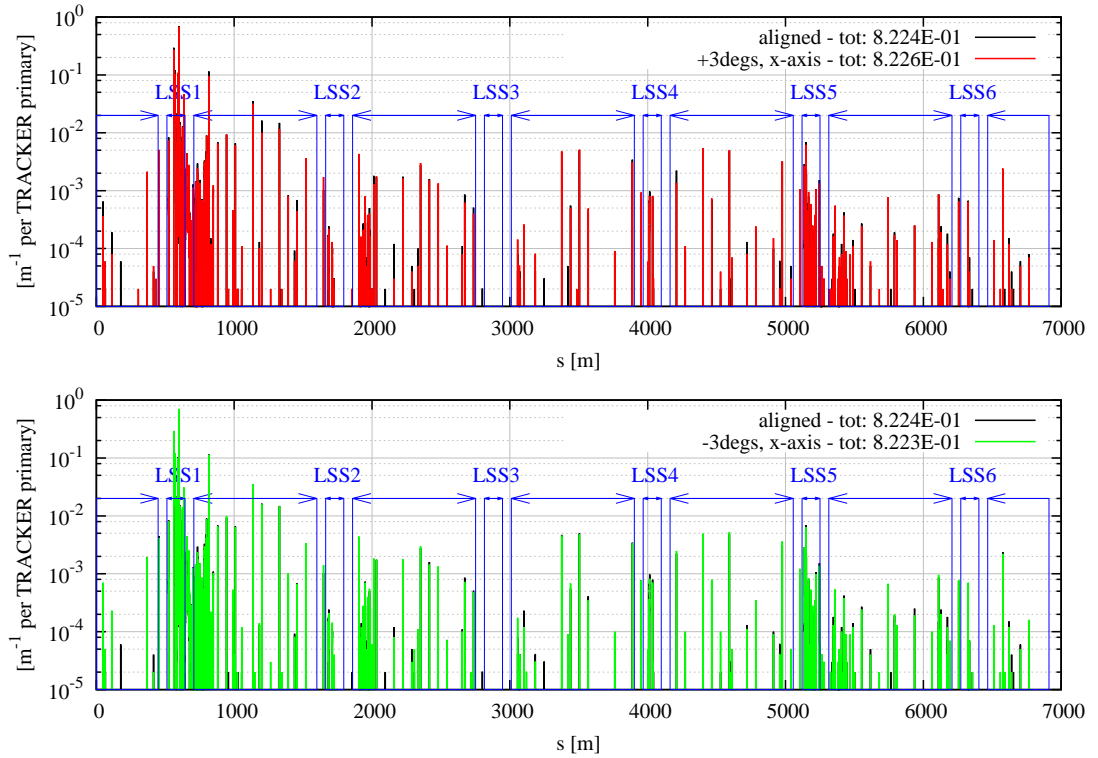 10^0
10^-1
10^-2
10^-3
10^-4
10^-5
[m^-1 per TRACKER primary]
aligned - tot: 8.224E-01
+3degs, x-axis - tot: 8.226E-01
LSS1 LSS2 LSS3 LSS4 LSS5 LSS6
0 1000 2000 3000 4000 5000 6000 7000
s [m]
10^0
10^-1
10^-2
10^-3
10^-4
10^-5
[m^-1 per TRACKER primary]
aligned - tot: 8.224E-01
-3degs, x-axis - tot: 8.223E-01
LSS1 LSS2 LSS3 LSS4 LSS5 LSS6
0 1000 2000 3000 4000 5000 6000 7000
s [m]